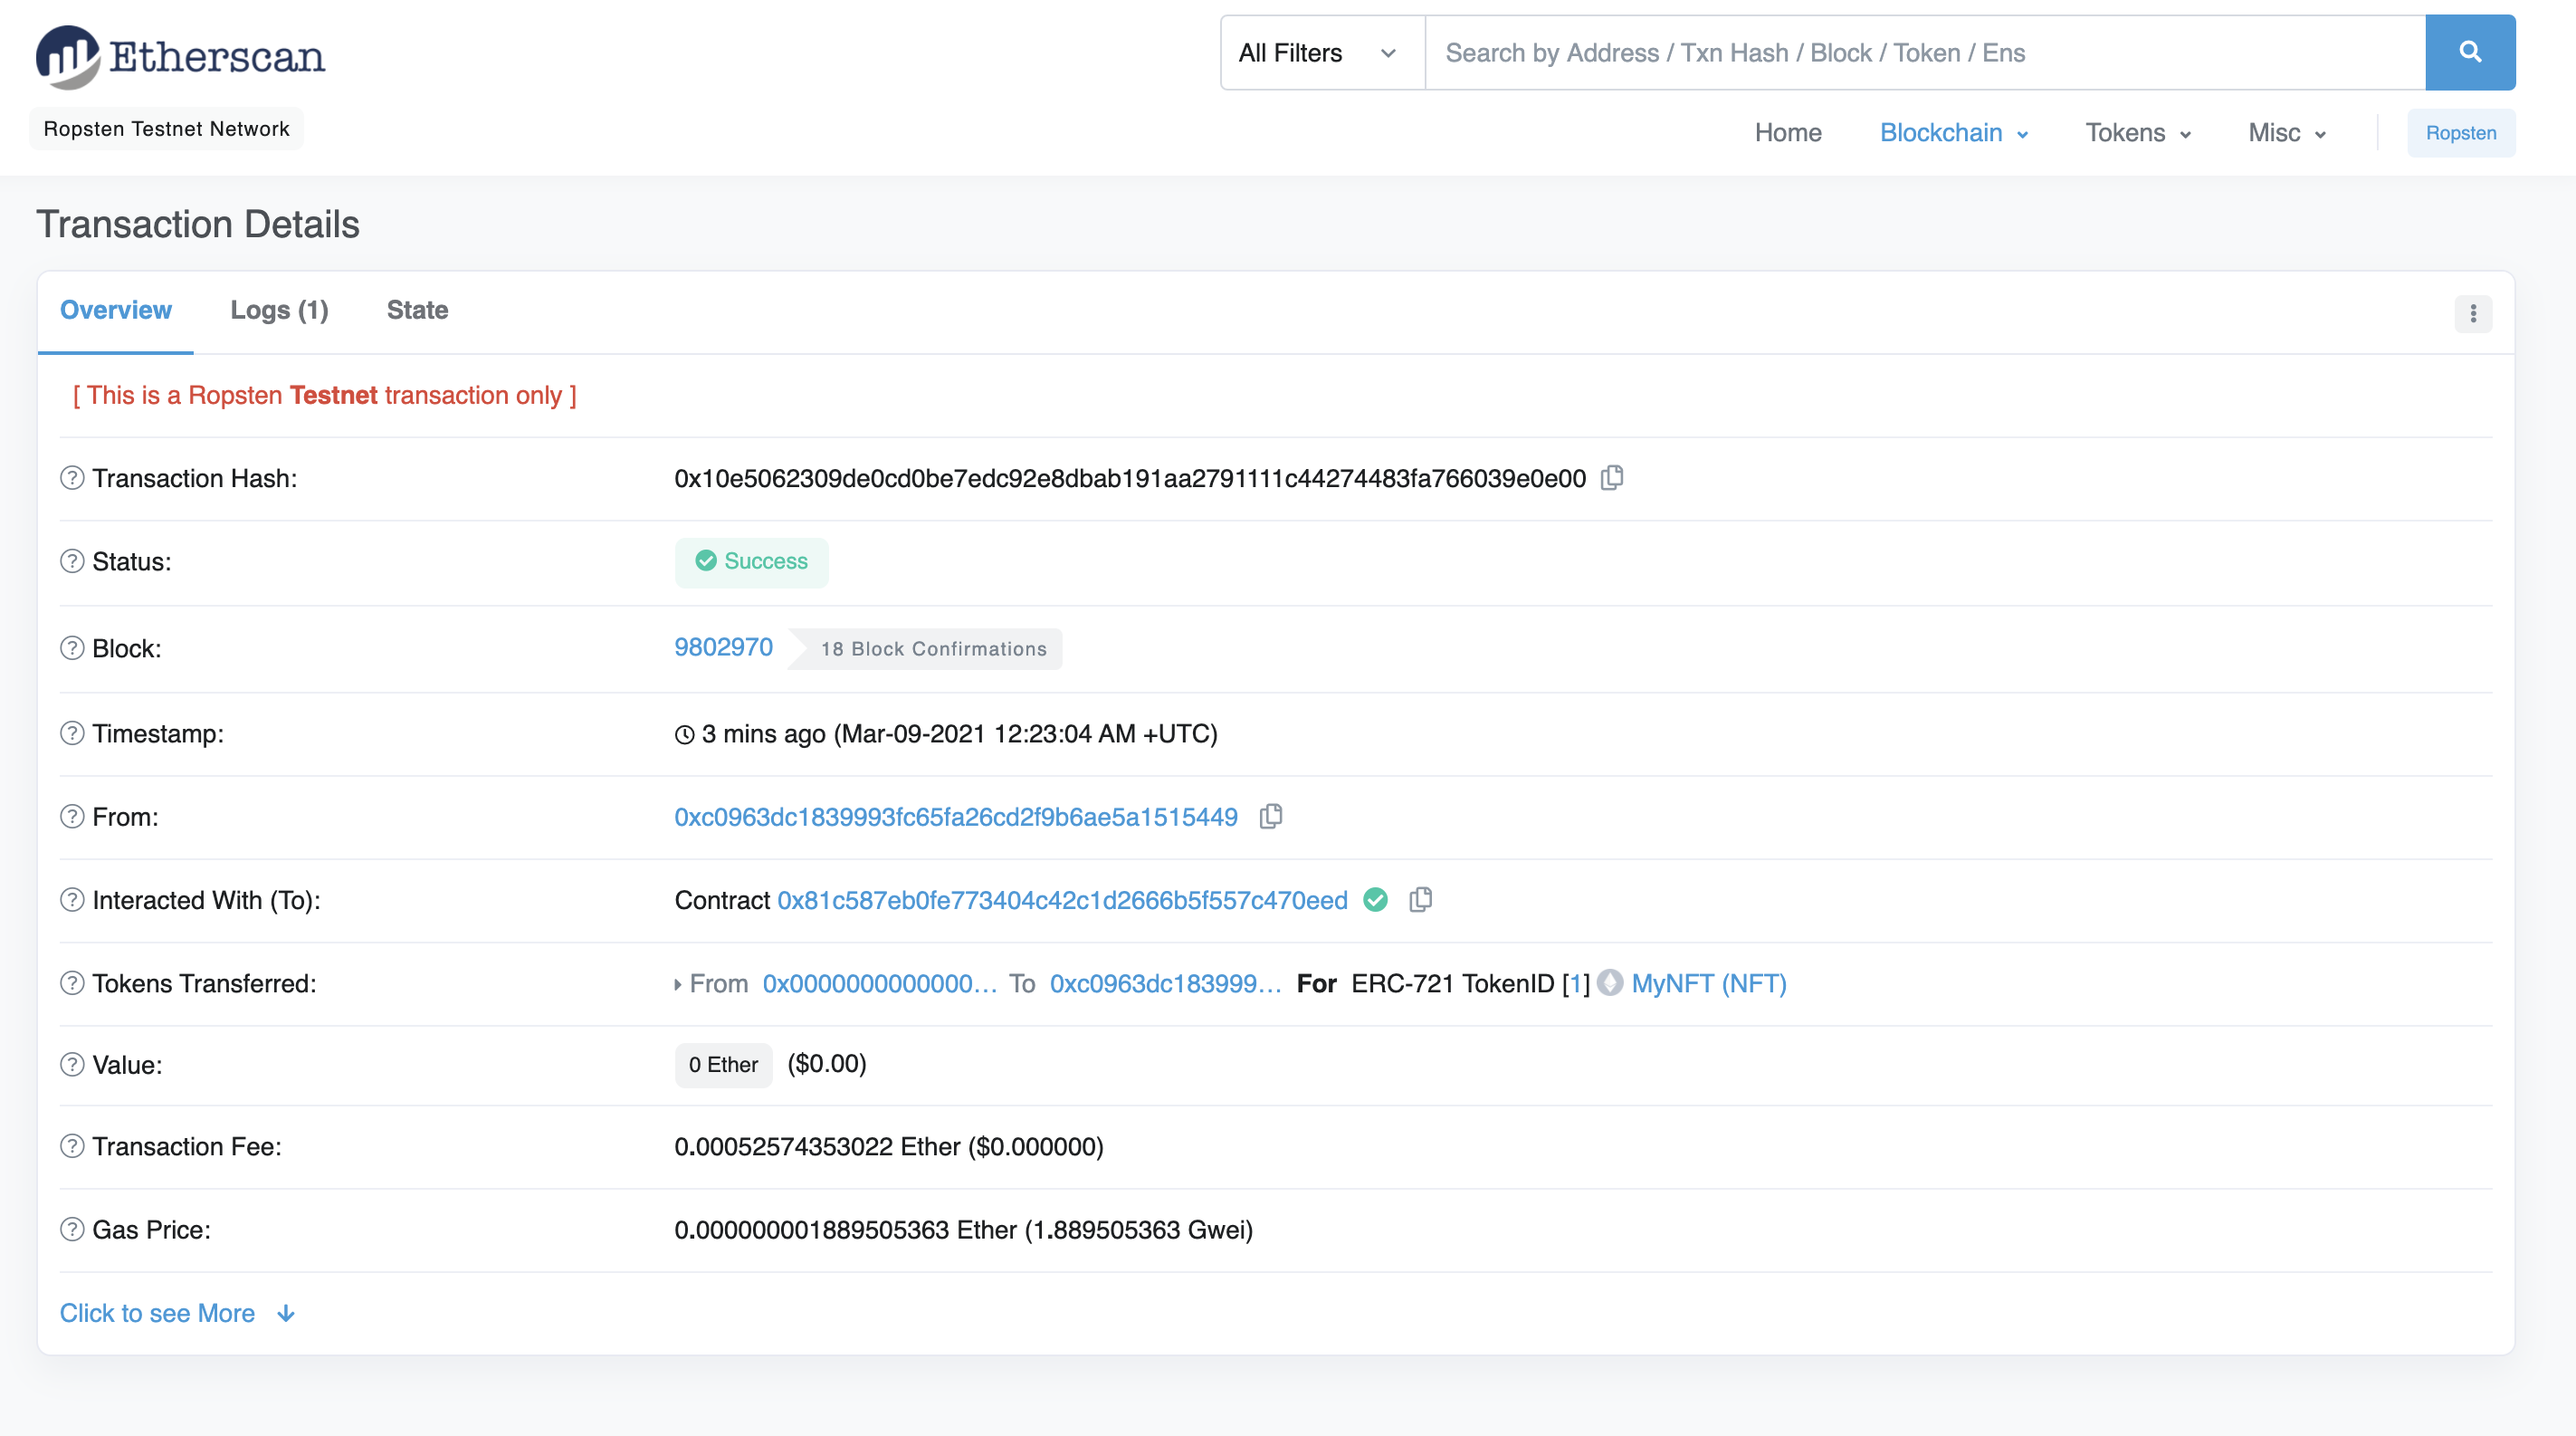 Etherscan
All Filters
Search by Address / Txn Hash / Block / Token / Ens
Ropsten Testnet Network
Home Blockchain Tokens Misc Ropsten
Transaction Details
Overview Logs (1) State
[ This is a Ropsten Testnet transaction only ]
Transaction Hash: 0x10e5062309de0cd0be7edc92e8dbab191aa2791111c44274483fa766039e0e00
Status: Success
Block: 9802970 18 Block Confirmations
Timestamp: 3 mins ago (Mar-09-2021 12:23:04 AM +UTC)
From: 0xc0963dc1839993fc65fa26cd2f9b6ae5a1515449
Interacted With (To): Contract 0x81c587eb0fe773404c42c1d2666b5f557c470eed
Tokens Transferred: From 0x0000000000000... To 0xc0963dc183999... For ERC-721 TokenID [1] MyNFT (NFT)
Value: 0 Ether ($0.00)
Transaction Fee: 0.00052574353022 Ether ($0.000000)
Gas Price: 0.000000001889505363 Ether (1.889505363 Gwei)
Click to see More